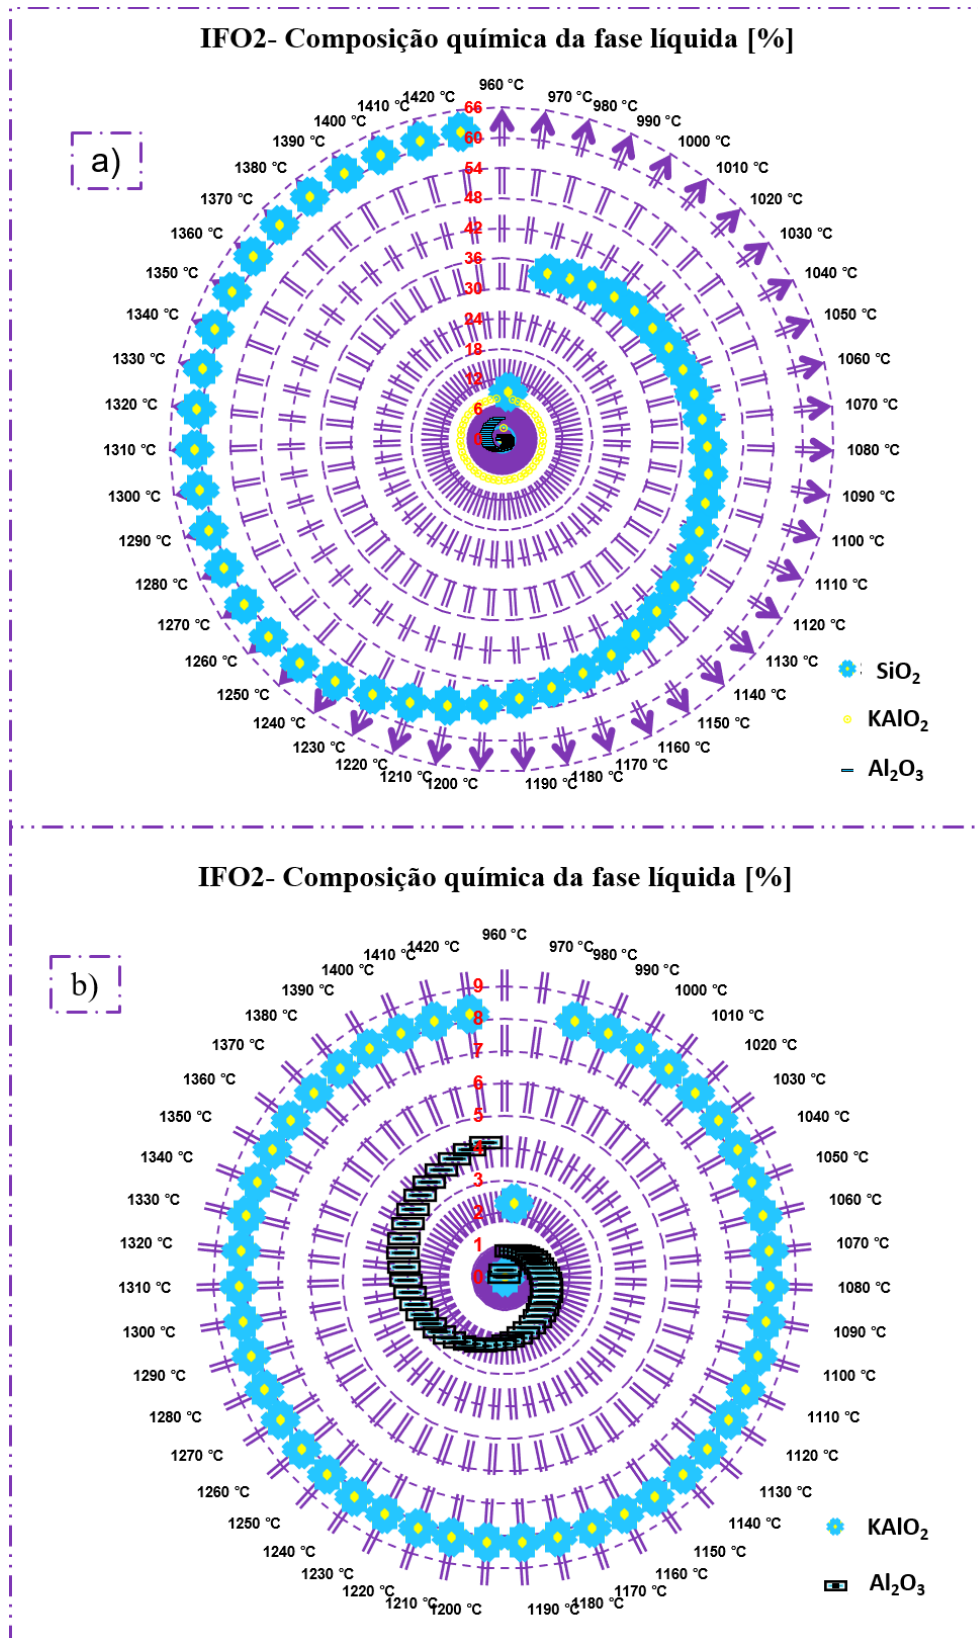 IFO2- Composição química da fase líquida [%]
a)
960 °C
970 °C
980 °C
990 °C
1000 °C
1010 °C
1020 °C
1030 °C
1040 °C
1050 °C
1060 °C
1070 °C
1080 °C
1090 °C
1100 °C
1110 °C
1120 °C
1130 °C
1140 °C
1150 °C
1160 °C
1170 °C
1180 °C
1190 °C
1200 °C
1210 °C
1220 °C
1230 °C
1240 °C
1250 °C
1260 °C
1270 °C
1280 °C
1290 °C
1300 °C
1310 °C
1320 °C
1330 °C
1340 °C
1350 °C
1360 °C
1370 °C
1380 °C
1390 °C
1400 °C
1410 °C
1420 °C
66
60
54
48
42
36
30
24
18
12
6
0
SiO₂
KAlO₂
Al₂O₃
IFO2- Composição química da fase líquida [%]
b)
960 °C
970 °C
980 °C
990 °C
1000 °C
1010 °C
1020 °C
1030 °C
1040 °C
1050 °C
1060 °C
1070 °C
1080 °C
1090 °C
1100 °C
1110 °C
1120 °C
1130 °C
1140 °C
1150 °C
1160 °C
1170 °C
1180 °C
1190 °C
1200 °C
1210 °C
1220 °C
1230 °C
1240 °C
1250 °C
1260 °C
1270 °C
1280 °C
1290 °C
1300 °C
1310 °C
1320 °C
1330 °C
1340 °C
1350 °C
1360 °C
1370 °C
1380 °C
1390 °C
1400 °C
1410 °C
1420 °C
9
8
7
6
5
4
3
2
1
0
KAlO₂
Al₂O₃